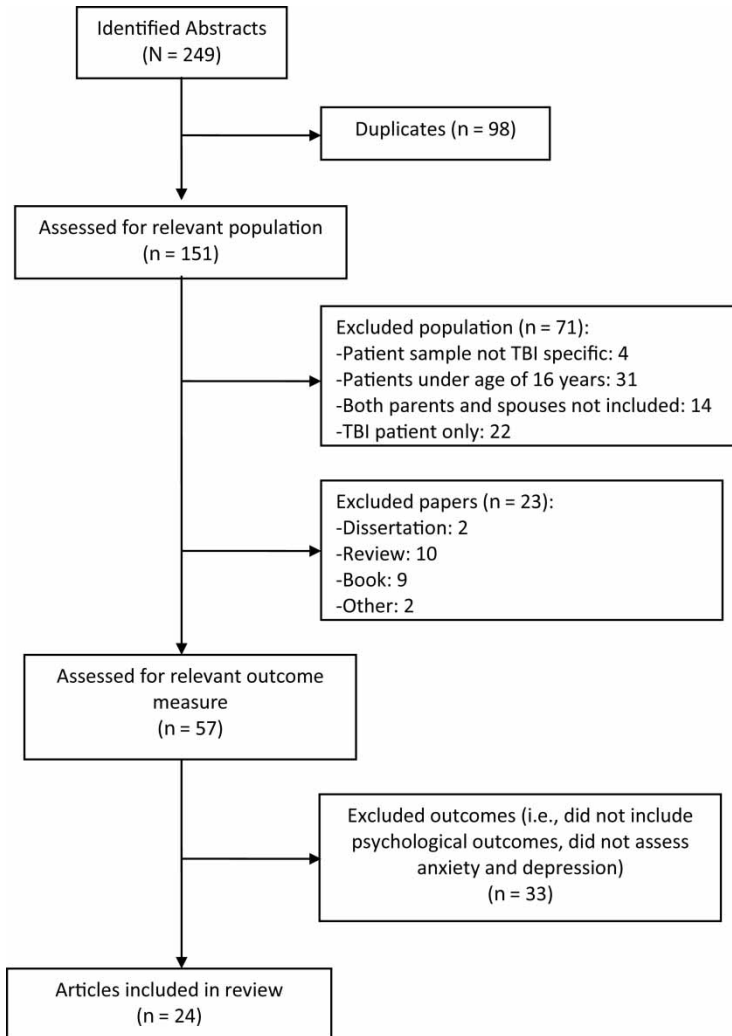 Identified Abstracts
(N = 249)
Duplicates (n = 98)
Assessed for relevant population
(n = 151)
Excluded population (n = 71):
-Patient sample not TBI specific: 4
-Patients under age of 16 years: 31
-Both parents and spouses not included: 14
-TBI patient only: 22
Excluded papers (n = 23):
-Dissertation: 2
-Review: 10
-Book: 9
-Other: 2
Assessed for relevant outcome
measure
(n = 57)
Excluded outcomes (i.e., did not include
psychological outcomes, did not assess
anxiety and depression)
(n = 33)
Articles included in review
(n = 24)